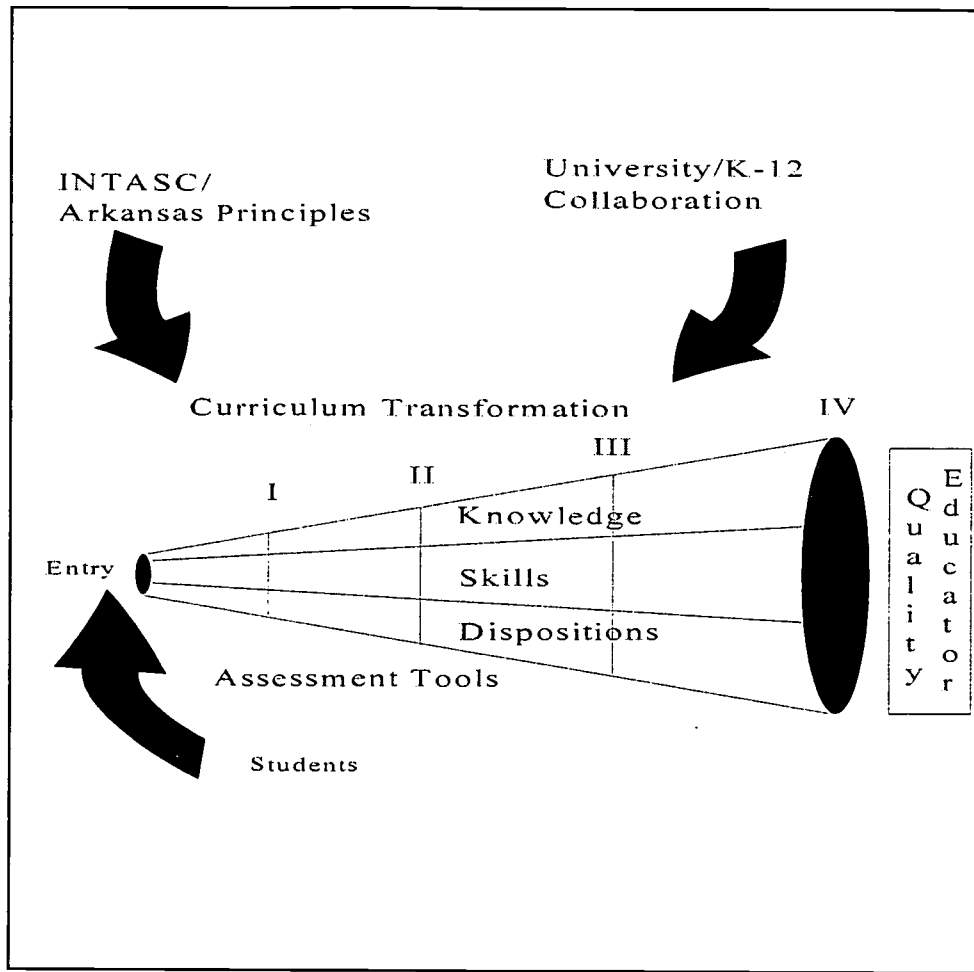 INTASC/
Arkansas Principles
University/K-12
Collaboration
Curriculum Transformation
I
II
III
IV
Knowledge
Entry
Skills
Dispositions
Assessment Tools
Students
Quality
Educator